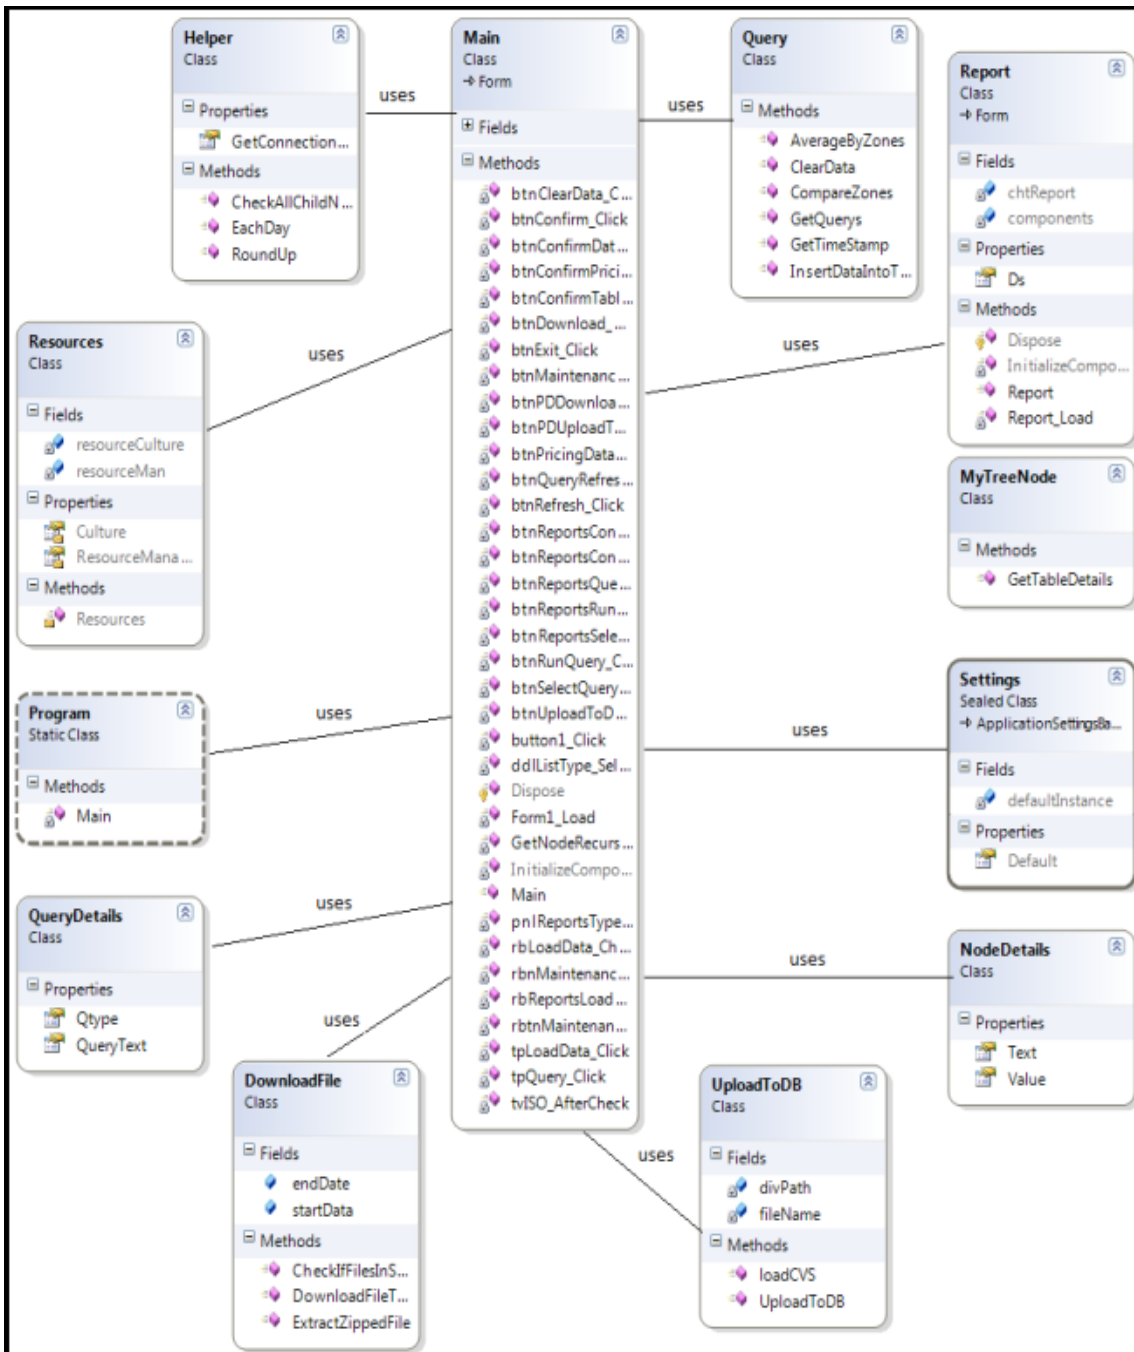 Helper
Class
Properties
GetConnection...
Methods
CheckAllChildN...
EachDay
RoundUp
uses
Main
Class
Form
Fields
Methods
btnClearData_C...
btnConfirm_Click
btnConfirmDat...
btnConfirmPrici...
btnConfirmTabl...
btnDownload_...
btnExit_Click
btnMaintenanc...
btnPDDownloa...
btnPDUploadT...
btnPricingData...
btnQueryRefres...
btnRefresh_Click
btnReportsCon...
btnReportsCon...
btnReportsQue...
btnReportsRun...
btnReportsSele...
btnRunQuery_C...
btnSelectQuery...
btnUploadToD...
button1_Click
ddlListType_Sel...
Dispose
Form1_Load
GetNodeRecurs...
InitializeCompo...
Main
pnlReportsType...
rbLoadData_Ch...
rbnMaintenanc...
rbReportsLoad...
rbtnMaintenan...
tpLoadData_Click
tpQuery_Click
tvISO_AfterCheck
uses
Query
Class
Methods
AverageByZones
ClearData
CompareZones
GetQuerys
GetTimeStamp
InsertDataIntoT...
uses
Report
Class
Form
Fields
chtReport
components
Properties
Ds
Methods
Dispose
InitializeCompo...
Report
Report_Load
Resources
Class
Fields
resourceCulture
resourceMan
Properties
Culture
ResourceMana...
Methods
Resources
uses
MyTreeNode
Class
Methods
GetTableDetails
Program
Static Class
Methods
Main
uses
uses
Settings
Sealed Class
ApplicationSettingsBa...
Fields
defaultInstance
Properties
Default
QueryDetails
Class
Properties
Qtype
QueryText
uses
uses
NodeDetails
Class
Properties
Text
Value
uses
DownloadFile
Class
Fields
endDate
startData
Methods
CheckIfFilesInS...
DownloadFileT...
ExtractZippedFile
uses
UploadToDB
Class
Fields
divPath
fileName
Methods
loadCVS
UploadToDB